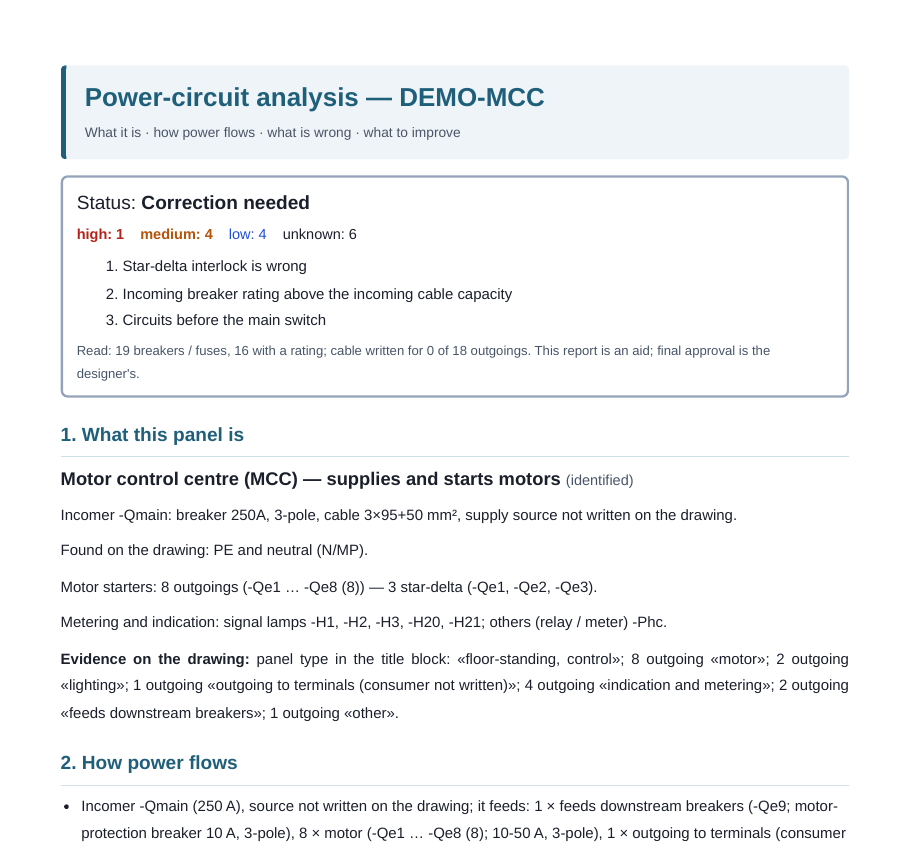 Power-circuit analysis — DEMO-MCC
What it is · how power flows · what is wrong · what to improve
Status: Correction needed
high: 1 medium: 4 low: 4 unknown: 6
1. Star-delta interlock is wrong
2. Incoming breaker rating above the incoming cable capacity
3. Circuits before the main switch
Read: 19 breakers / fuses, 16 with a rating; cable written for 0 of 18 outgoings. This report is an aid; final approval is the
designer's.
1. What this panel is
Motor control centre (MCC) — supplies and starts motors (identified)
Incomer -Qmain: breaker 250A, 3-pole, cable 3×95+50 mm², supply source not written on the drawing.
Found on the drawing: PE and neutral (N/MP).
Motor starters: 8 outgoings (-Qe1 … -Qe8 (8)) — 3 star-delta (-Qe1, -Qe2, -Qe3).
Metering and indication: signal lamps -H1, -H2, -H3, -H20, -H21; others (relay / meter) -Phc.
Evidence on the drawing: panel type in the title block: «floor-standing, control»; 8 outgoing «motor»; 2 outgoing
«lighting»; 1 outgoing «outgoing to terminals (consumer not written)»; 4 outgoing «indication and metering»; 2 outgoing
«feeds downstream breakers»; 1 outgoing «other».
2. How power flows
• Incomer -Qmain (250 A), source not written on the drawing; it feeds: 1 × feeds downstream breakers (-Qe9; motor-
protection breaker 10 A, 3-pole), 8 × motor (-Qe1 … -Qe8 (8); 10-50 A, 3-pole), 1 × outgoing to terminals (consumer